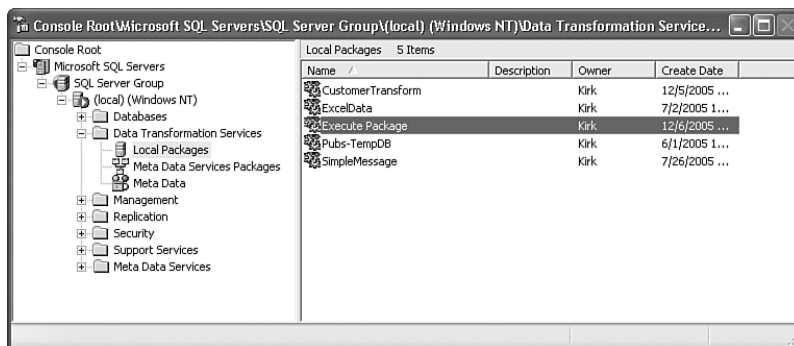 Console Root\Microsoft SQL Servers\SQL Server Group\(local) (Windows NT)\Data Transformation Service...
Console Root
Microsoft SQL Servers
SQL Server Group
(local) (Windows NT)
Databases
Data Transformation Services
Local Packages
Meta Data Services Packages
Meta Data
Management
Replication
Security
Support Services
Meta Data Services
Local Packages 5 Items
Name Description Owner Create Date
CustomerTransform Kirk 12/5/2005 ...
ExcelData Kirk 7/2/2005 1...
Execute Package Kirk 12/6/2005 ...
Pubs-TempDB Kirk 6/1/2005 1...
SimpleMessage Kirk 7/26/2005 ...